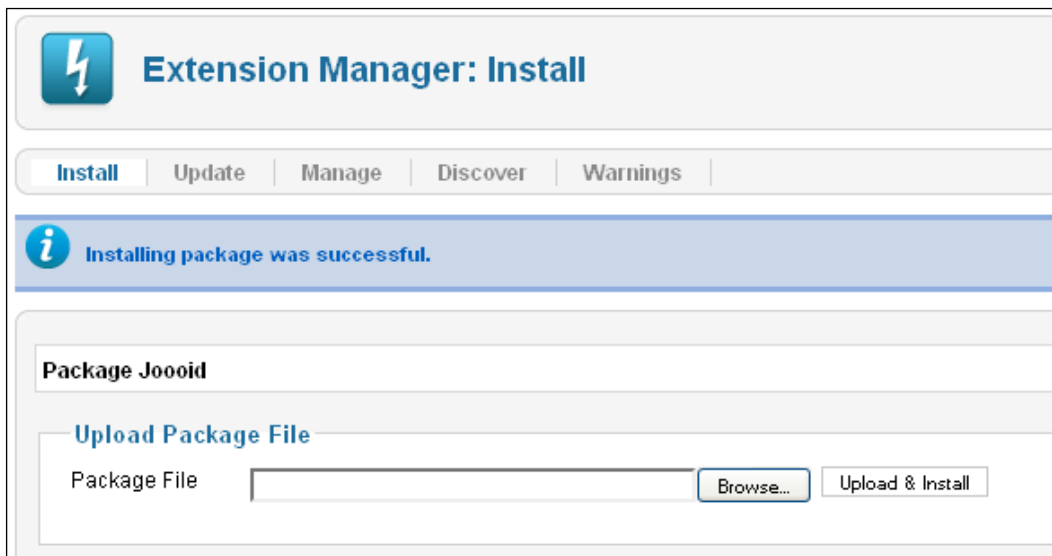 Extension Manager: Install
Install Update Manage Discover Warnings
Installing package was successful.
Package Joooid
Upload Package File
Package File Browse... Upload & Install